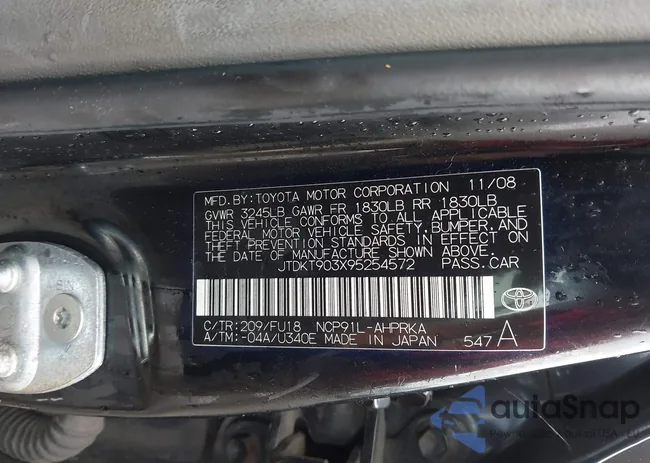 MFD.BY:TOYOTA MOTOR CORPORATION 11/08
GVWR 3245LB GAWR FR 1830LB RR 1830LB
THIS VEHICLE CONFORMS TO ALL APPLICABLE
FEDERAL MOTOR VEHICLE SAFETY,BUMPER,AND
THEFT PREVENTION STANDARDS IN EFFECT ON
THE DATE OF MANUFACTURE SHOWN ABOVE.
JTDKT903X95254572 PASS.CAR
C/TR:209/FU18 NCP91L-AHPRKA
A/TM:-04A/U340E MADE IN JAPAN 547 A
TOYOTA
autaSnap